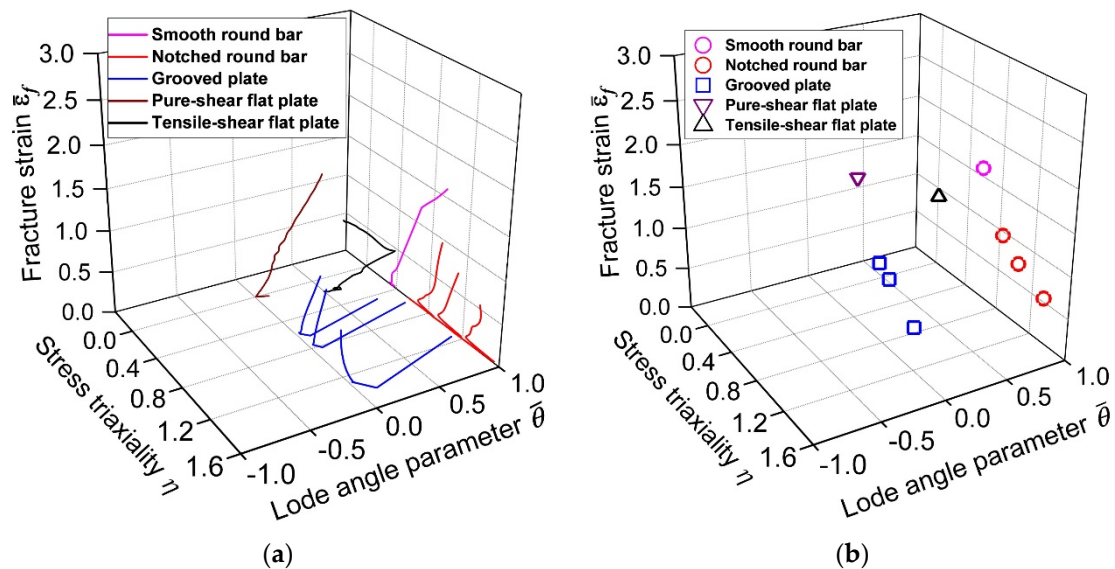 Smooth round bar
Notched round bar
Grooved plate
Pure-shear flat plate
Tensile-shear flat plate
Fracture strain ε̄f
3.0
2.5
2.0
1.5
1.0
0.5
0.0
0.0
0.4
0.8
1.2
1.6
Stress triaxiality η
-1.0
-0.5
0.0
0.5
1.0
Lode angle parameter θ̄
(a)
Smooth round bar
Notched round bar
Grooved plate
Pure-shear flat plate
Tensile-shear flat plate
Fracture strain ε̄f
3.0
2.5
2.0
1.5
1.0
0.5
0.0
0.0
0.4
0.8
1.2
1.6
Stress triaxiality η
-1.0
-0.5
0.0
0.5
1.0
Lode angle parameter θ̄
(b)